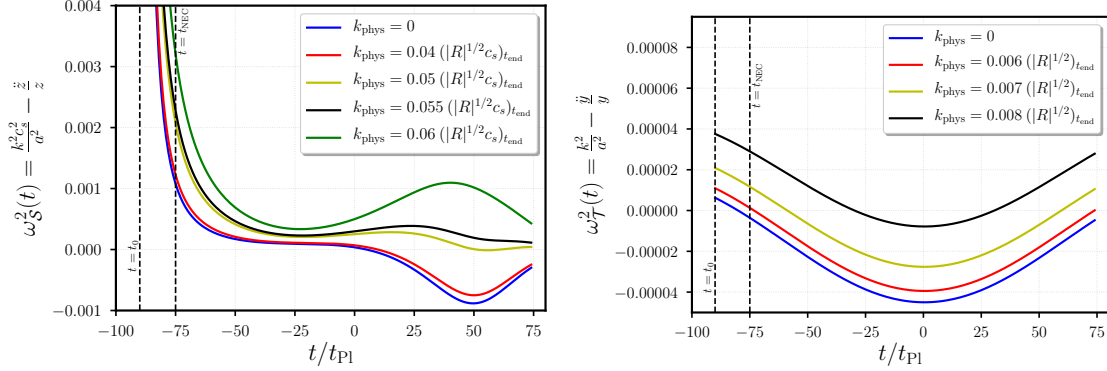 0.004
0.003
0.002
0.001
0.000
−0.001
−100
−75
−50
−25
0
25
50
75
t/t_Pl
ω²_𝒮(t) = k²c_s²/a² − z̈/z
t = t_0
t = t_NEC
k_phys = 0
k_phys = 0.04 (|R|^{1/2}c_s)_{t_end}
k_phys = 0.05 (|R|^{1/2}c_s)_{t_end}
k_phys = 0.055 (|R|^{1/2}c_s)_{t_end}
k_phys = 0.06 (|R|^{1/2}c_s)_{t_end}
0.00008
0.00006
0.00004
0.00002
0.00000
−0.00002
−0.00004
−100
−75
−50
−25
0
25
50
75
t/t_Pl
ω²_𝒯(t) = k²/a² − ÿ/y
t = t_0
t = t_NEC
k_phys = 0
k_phys = 0.006 (|R|^{1/2})_{t_end}
k_phys = 0.007 (|R|^{1/2})_{t_end}
k_phys = 0.008 (|R|^{1/2})_{t_end}